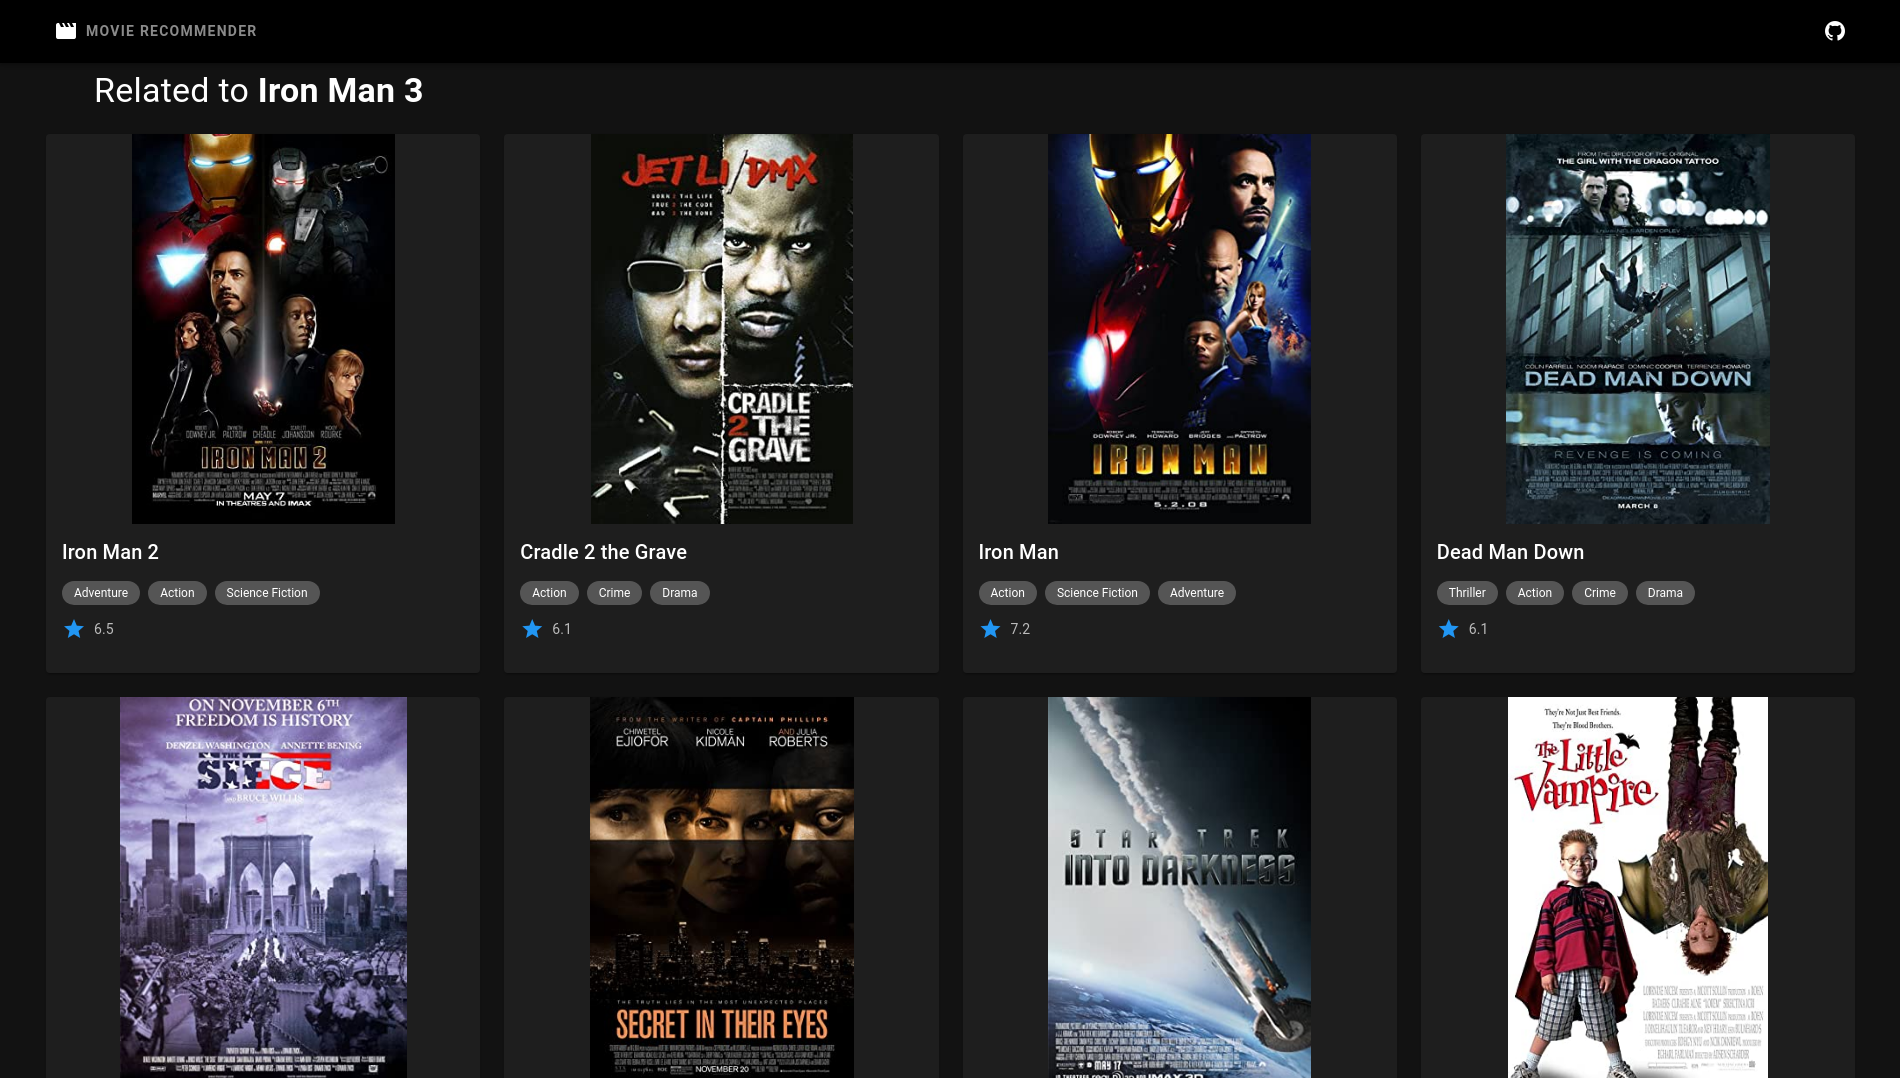 MOVIE RECOMMENDER
Related to Iron Man 3
ROBERT DOWNEY JR.
GWYNETH PALTROW
DON CHEADLE
SCARLETT JOHANSSON
MICKEY ROURKE
IRON MAN 2
MAY 7
IN THEATRES AND IMAX
Iron Man 2
Adventure
Action
Science Fiction
6.5
JET LI/DMX
BORN 2 THE LIFE
TRUE 2 THE CODE
BAD 2 THE BONE
CRADLE
2 THE
GRAVE
Cradle 2 the Grave
Action
Crime
Drama
6.1
ROBERT DOWNEY JR.
TERRENCE HOWARD
JEFF BRIDGES
GWYNETH PALTROW
IRON MAN
5.2.08
Iron Man
Action
Science Fiction
Adventure
7.2
FROM THE DIRECTOR OF THE ORIGINAL
THE GIRL WITH THE DRAGON TATTOO
COLIN FARRELL NOOMI RAPACE DOMINIC COOPER TERRENCE HOWARD
DEAD MAN DOWN
REVENGE IS COMING
MARCH 8
Dead Man Down
Thriller
Action
Crime
Drama
6.1
ON NOVEMBER 6TH
FREEDOM IS HISTORY
DENZEL WASHINGTON ANNETTE BENING
THE
SIEGE
AND BRUCE WILLIS
FROM THE WRITER OF CAPTAIN PHILLIPS
CHIWETEL EJIOFOR
NICOLE KIDMAN
AND JULIA ROBERTS
THE TRUTH LIES IN THE MOST UNEXPECTED PLACES
SECRET IN THEIR EYES
NOVEMBER 20
STAR TREK
INTO DARKNESS
MAY 17
They're Not Just Best Friends.
They're Blood Brothers.
The Little
Vampire